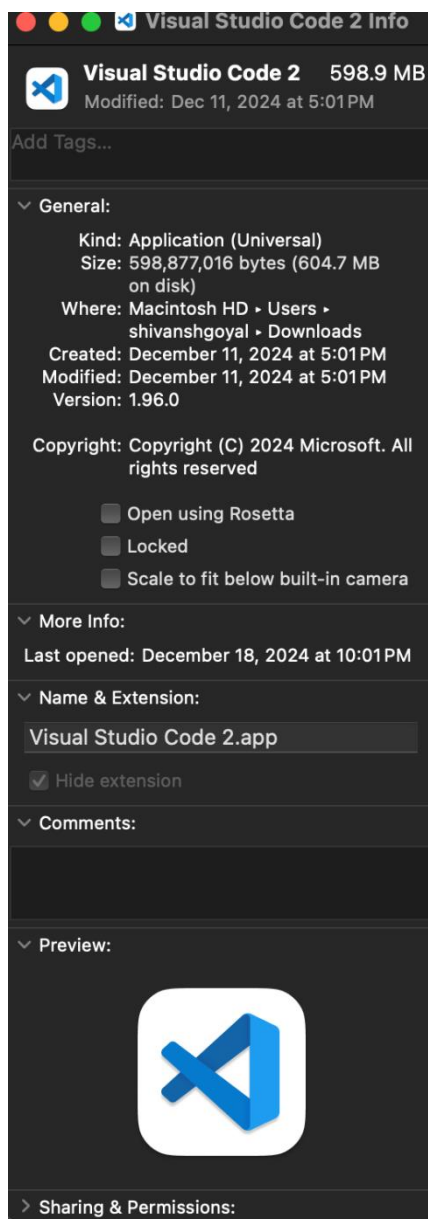 Visual Studio Code 2 Info
Visual Studio Code 2 598.9 MB
Modified: Dec 11, 2024 at 5:01 PM
Add Tags...
General:
Kind: Application (Universal)
Size: 598,877,016 bytes (604.7 MB
on disk)
Where: Macintosh HD ▸ Users ▸
shivanshgoyal ▸ Downloads
Created: December 11, 2024 at 5:01 PM
Modified: December 11, 2024 at 5:01 PM
Version: 1.96.0
Copyright: Copyright (C) 2024 Microsoft. All
rights reserved
Open using Rosetta
Locked
Scale to fit below built-in camera
More Info:
Last opened: December 18, 2024 at 10:01 PM
Name & Extension:
Visual Studio Code 2.app
Hide extension
Comments:
Preview:
Sharing & Permissions: